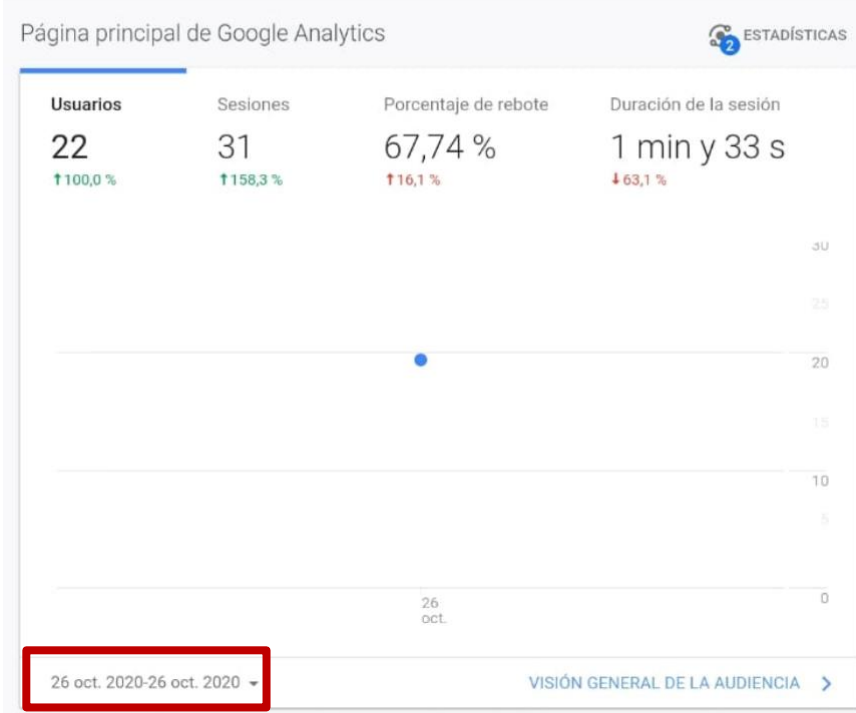 Página principal de Google Analytics
2
ESTADÍSTICAS
Usuarios
Sesiones
Porcentaje de rebote
Duración de la sesión
22
31
67,74 %
1 min y 33 s
↑100,0 %
↑158,3 %
↑16,1 %
↓63,1 %
30
25
20
15
10
5
0
26
oct.
26 oct. 2020-26 oct. 2020
VISIÓN GENERAL DE LA AUDIENCIA